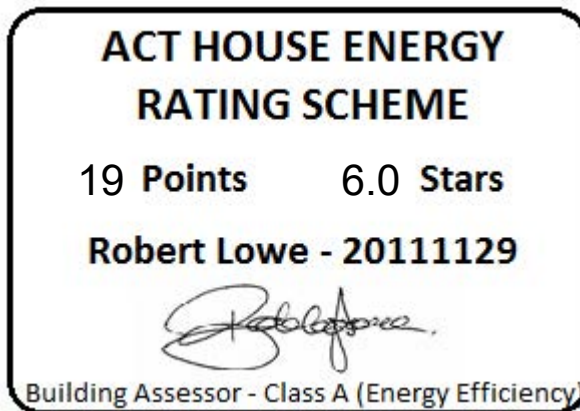 ACT HOUSE ENERGY
RATING SCHEME
19 Points 6.0 Stars
Robert Lowe - 20111129
Building Assessor - Class A (Energy Efficiency)